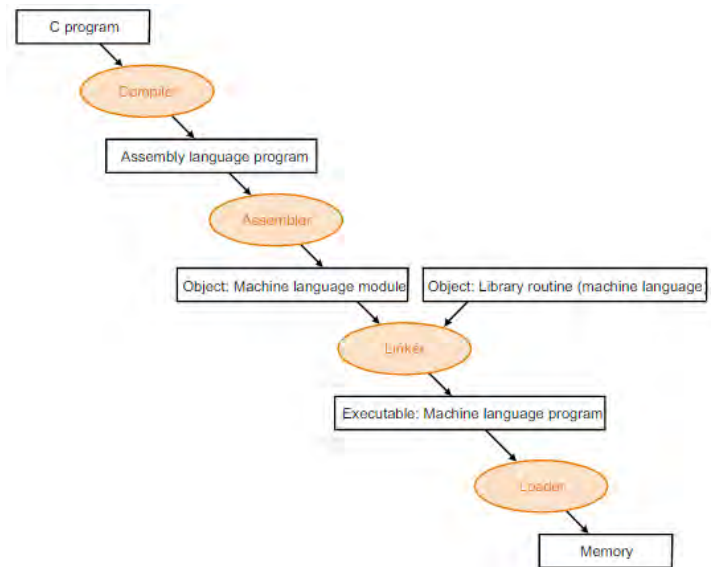 C program
Compiler
Assembly language program
Assembler
Object: Machine language module
Object: Library routine (machine language)
Linker
Executable: Machine language program
Loader
Memory